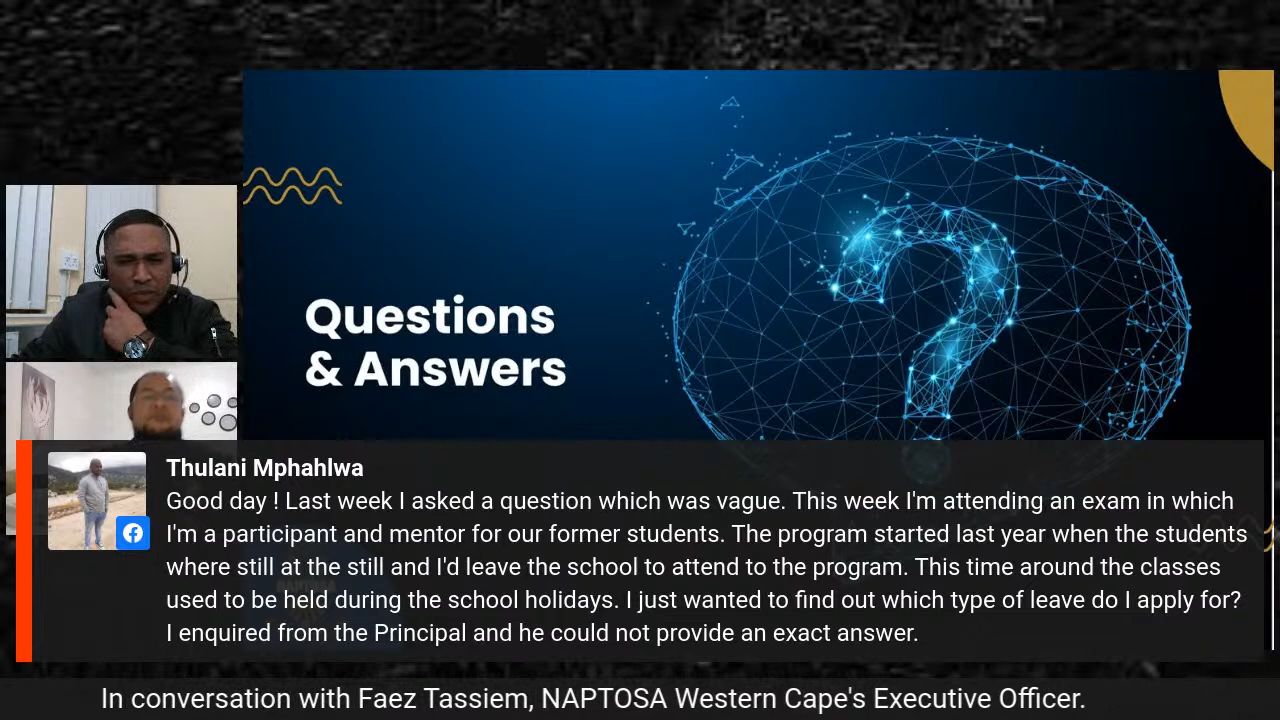 Questions
& Answers
Thulani Mphahlwa
Good day ! Last week I asked a question which was vague. This week I'm attending an exam in which
I'm a participant and mentor for our former students. The program started last year when the students
where still at the still and I'd leave the school to attend to the program. This time around the classes
used to be held during the school holidays. I just wanted to find out which type of leave do I apply for?
I enquired from the Principal and he could not provide an exact answer.
In conversation with Faez Tassiem, NAPTOSA Western Cape's Executive Officer.